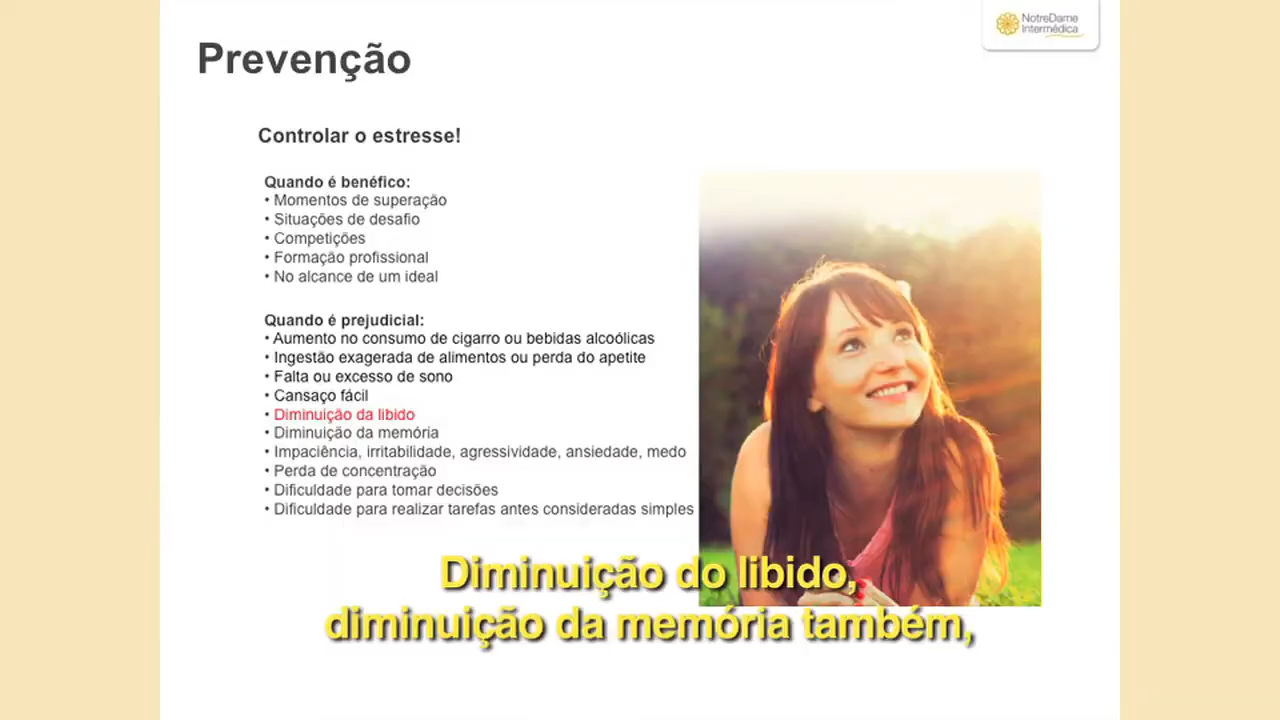 NotreDame
Intermédica
Prevenção
Controlar o estresse!
Quando é benéfico:
• Momentos de superação
• Situações de desafio
• Competições
• Formação profissional
• No alcance de um ideal
Quando é prejudicial:
• Aumento no consumo de cigarro ou bebidas alcoólicas
• Ingestão exagerada de alimentos ou perda do apetite
• Falta ou excesso de sono
• Cansaço fácil
• Diminuição da libido
• Diminuição da memória
• Impaciência, irritabilidade, agressividade, ansiedade, medo
• Perda de concentração
• Dificuldade para tomar decisões
• Dificuldade para realizar tarefas antes consideradas simples
Diminuição do libido,
diminuição da memória também,